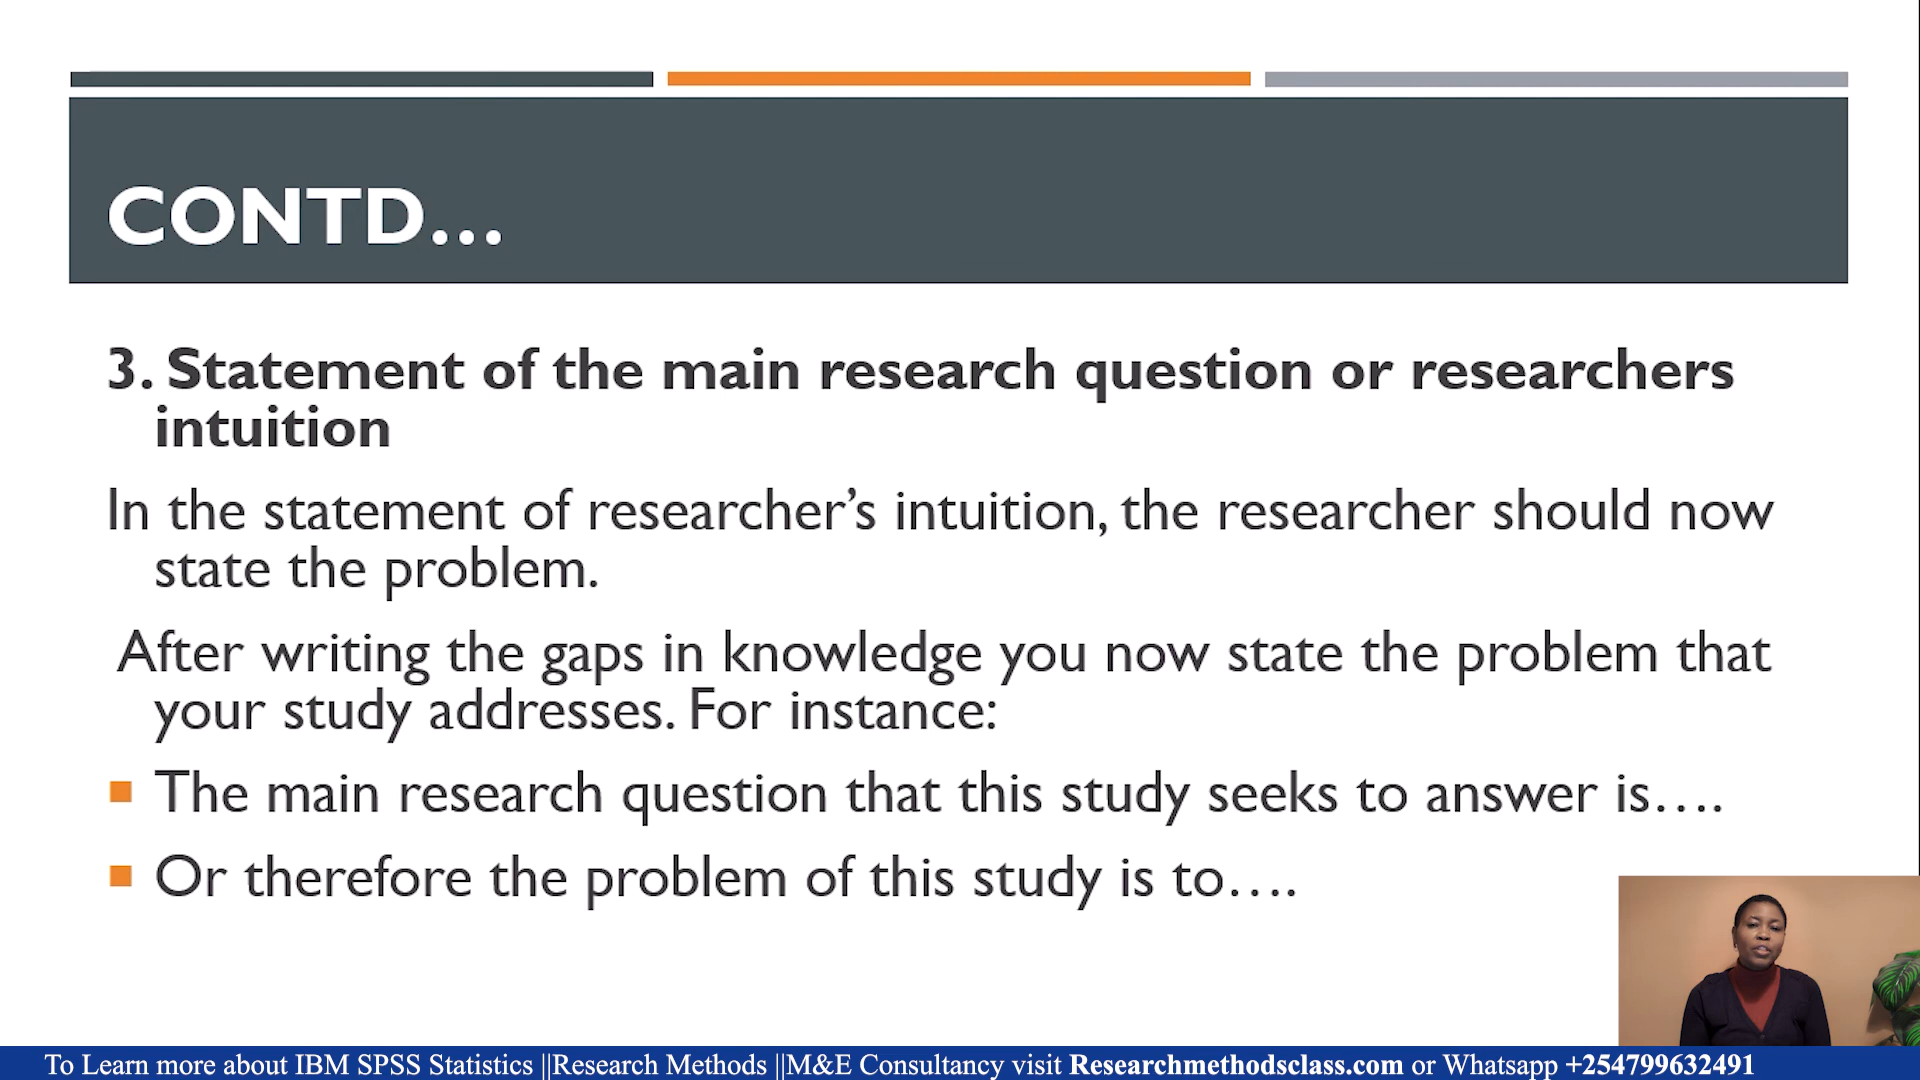 CONTD...
3. Statement of the main research question or researchers
intuition
In the statement of researcher’s intuition, the researcher should now
state the problem.
After writing the gaps in knowledge you now state the problem that
your study addresses. For instance:
The main research question that this study seeks to answer is….
Or therefore the problem of this study is to….
To Learn more about IBM SPSS Statistics ||Research Methods ||M&E Consultancy visit Researchmethodsclass.com or Whatsapp +254799632491